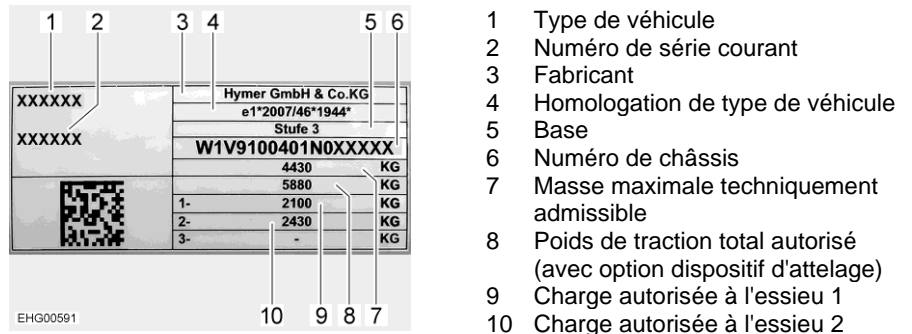 1 2 3 4 5 6
XXXXXX
XXXXXX
Hymer GmbH & Co.KG
e1*2007/46*1944*
Stufe 3
W1V9100401N0XXXXX
4430 KG
5880 KG
1- 2100 KG
2- 2430 KG
3- - KG
EHG00591
10 9 8 7
1 Type de véhicule
2 Numéro de série courant
3 Fabricant
4 Homologation de type de véhicule
5 Base
6 Numéro de châssis
7 Masse maximale techniquement
admissible
8 Poids de traction total autorisé
(avec option dispositif d'attelage)
9 Charge autorisée à l'essieu 1
10 Charge autorisée à l'essieu 2